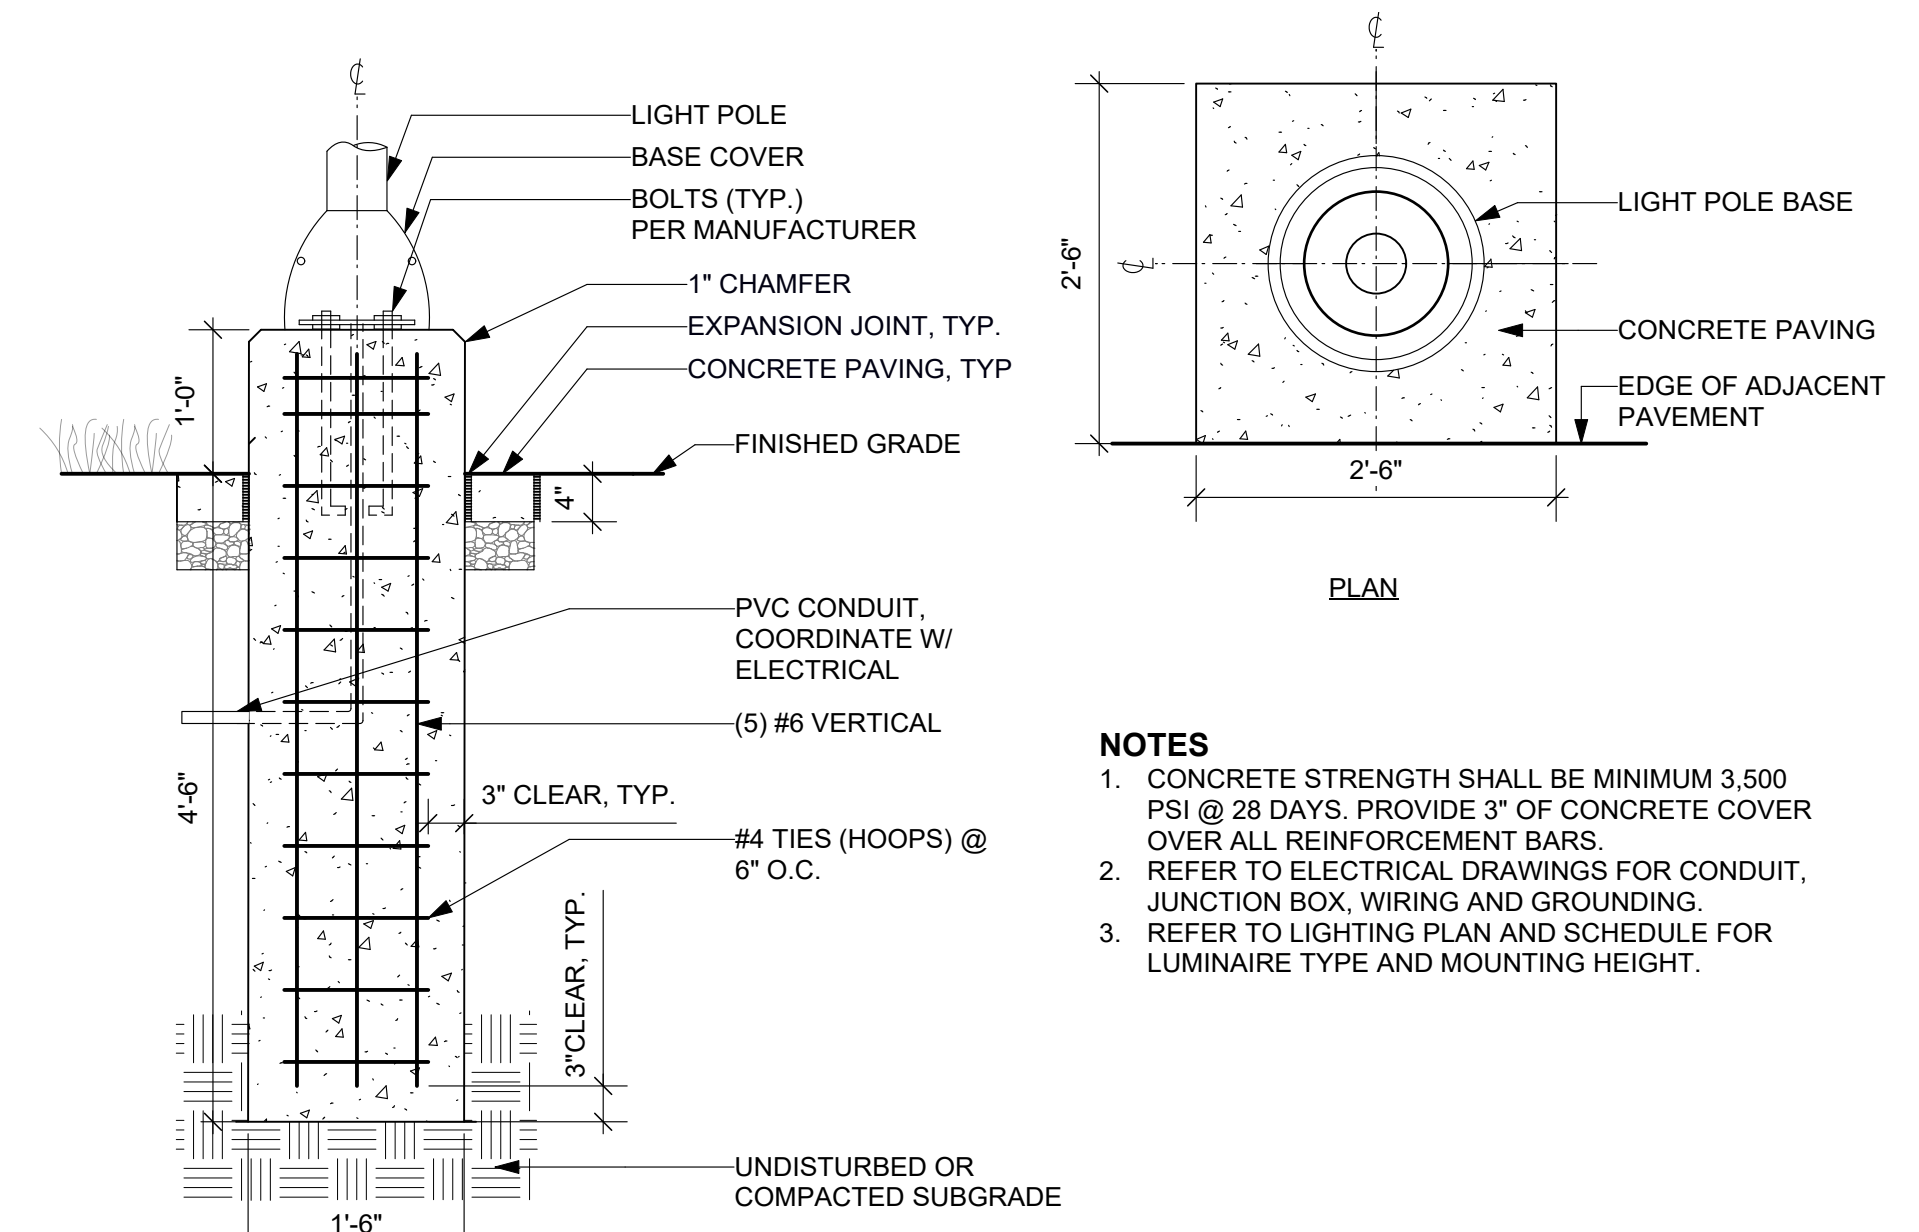 ℄
LIGHT POLE
BASE COVER
BOLTS (TYP.)
PER MANUFACTURER
1" CHAMFER
EXPANSION JOINT, TYP.
CONCRETE PAVING, TYP
FINISHED GRADE
1'-0"
4"
PVC CONDUIT,
COORDINATE W/
ELECTRICAL
(5) #6 VERTICAL
4'-6"
3" CLEAR, TYP.
#4 TIES (HOOPS) @
6" O.C.
3"CLEAR, TYP.
UNDISTURBED OR
COMPACTED SUBGRADE
1'-6"
℄
2'-6"
℄
LIGHT POLE BASE
CONCRETE PAVING
EDGE OF ADJACENT
PAVEMENT
2'-6"
PLAN
NOTES
1. CONCRETE STRENGTH SHALL BE MINIMUM 3,500
PSI @ 28 DAYS. PROVIDE 3" OF CONCRETE COVER
OVER ALL REINFORCEMENT BARS.
2. REFER TO ELECTRICAL DRAWINGS FOR CONDUIT,
JUNCTION BOX, WIRING AND GROUNDING.
3. REFER TO LIGHTING PLAN AND SCHEDULE FOR
LUMINAIRE TYPE AND MOUNTING HEIGHT.